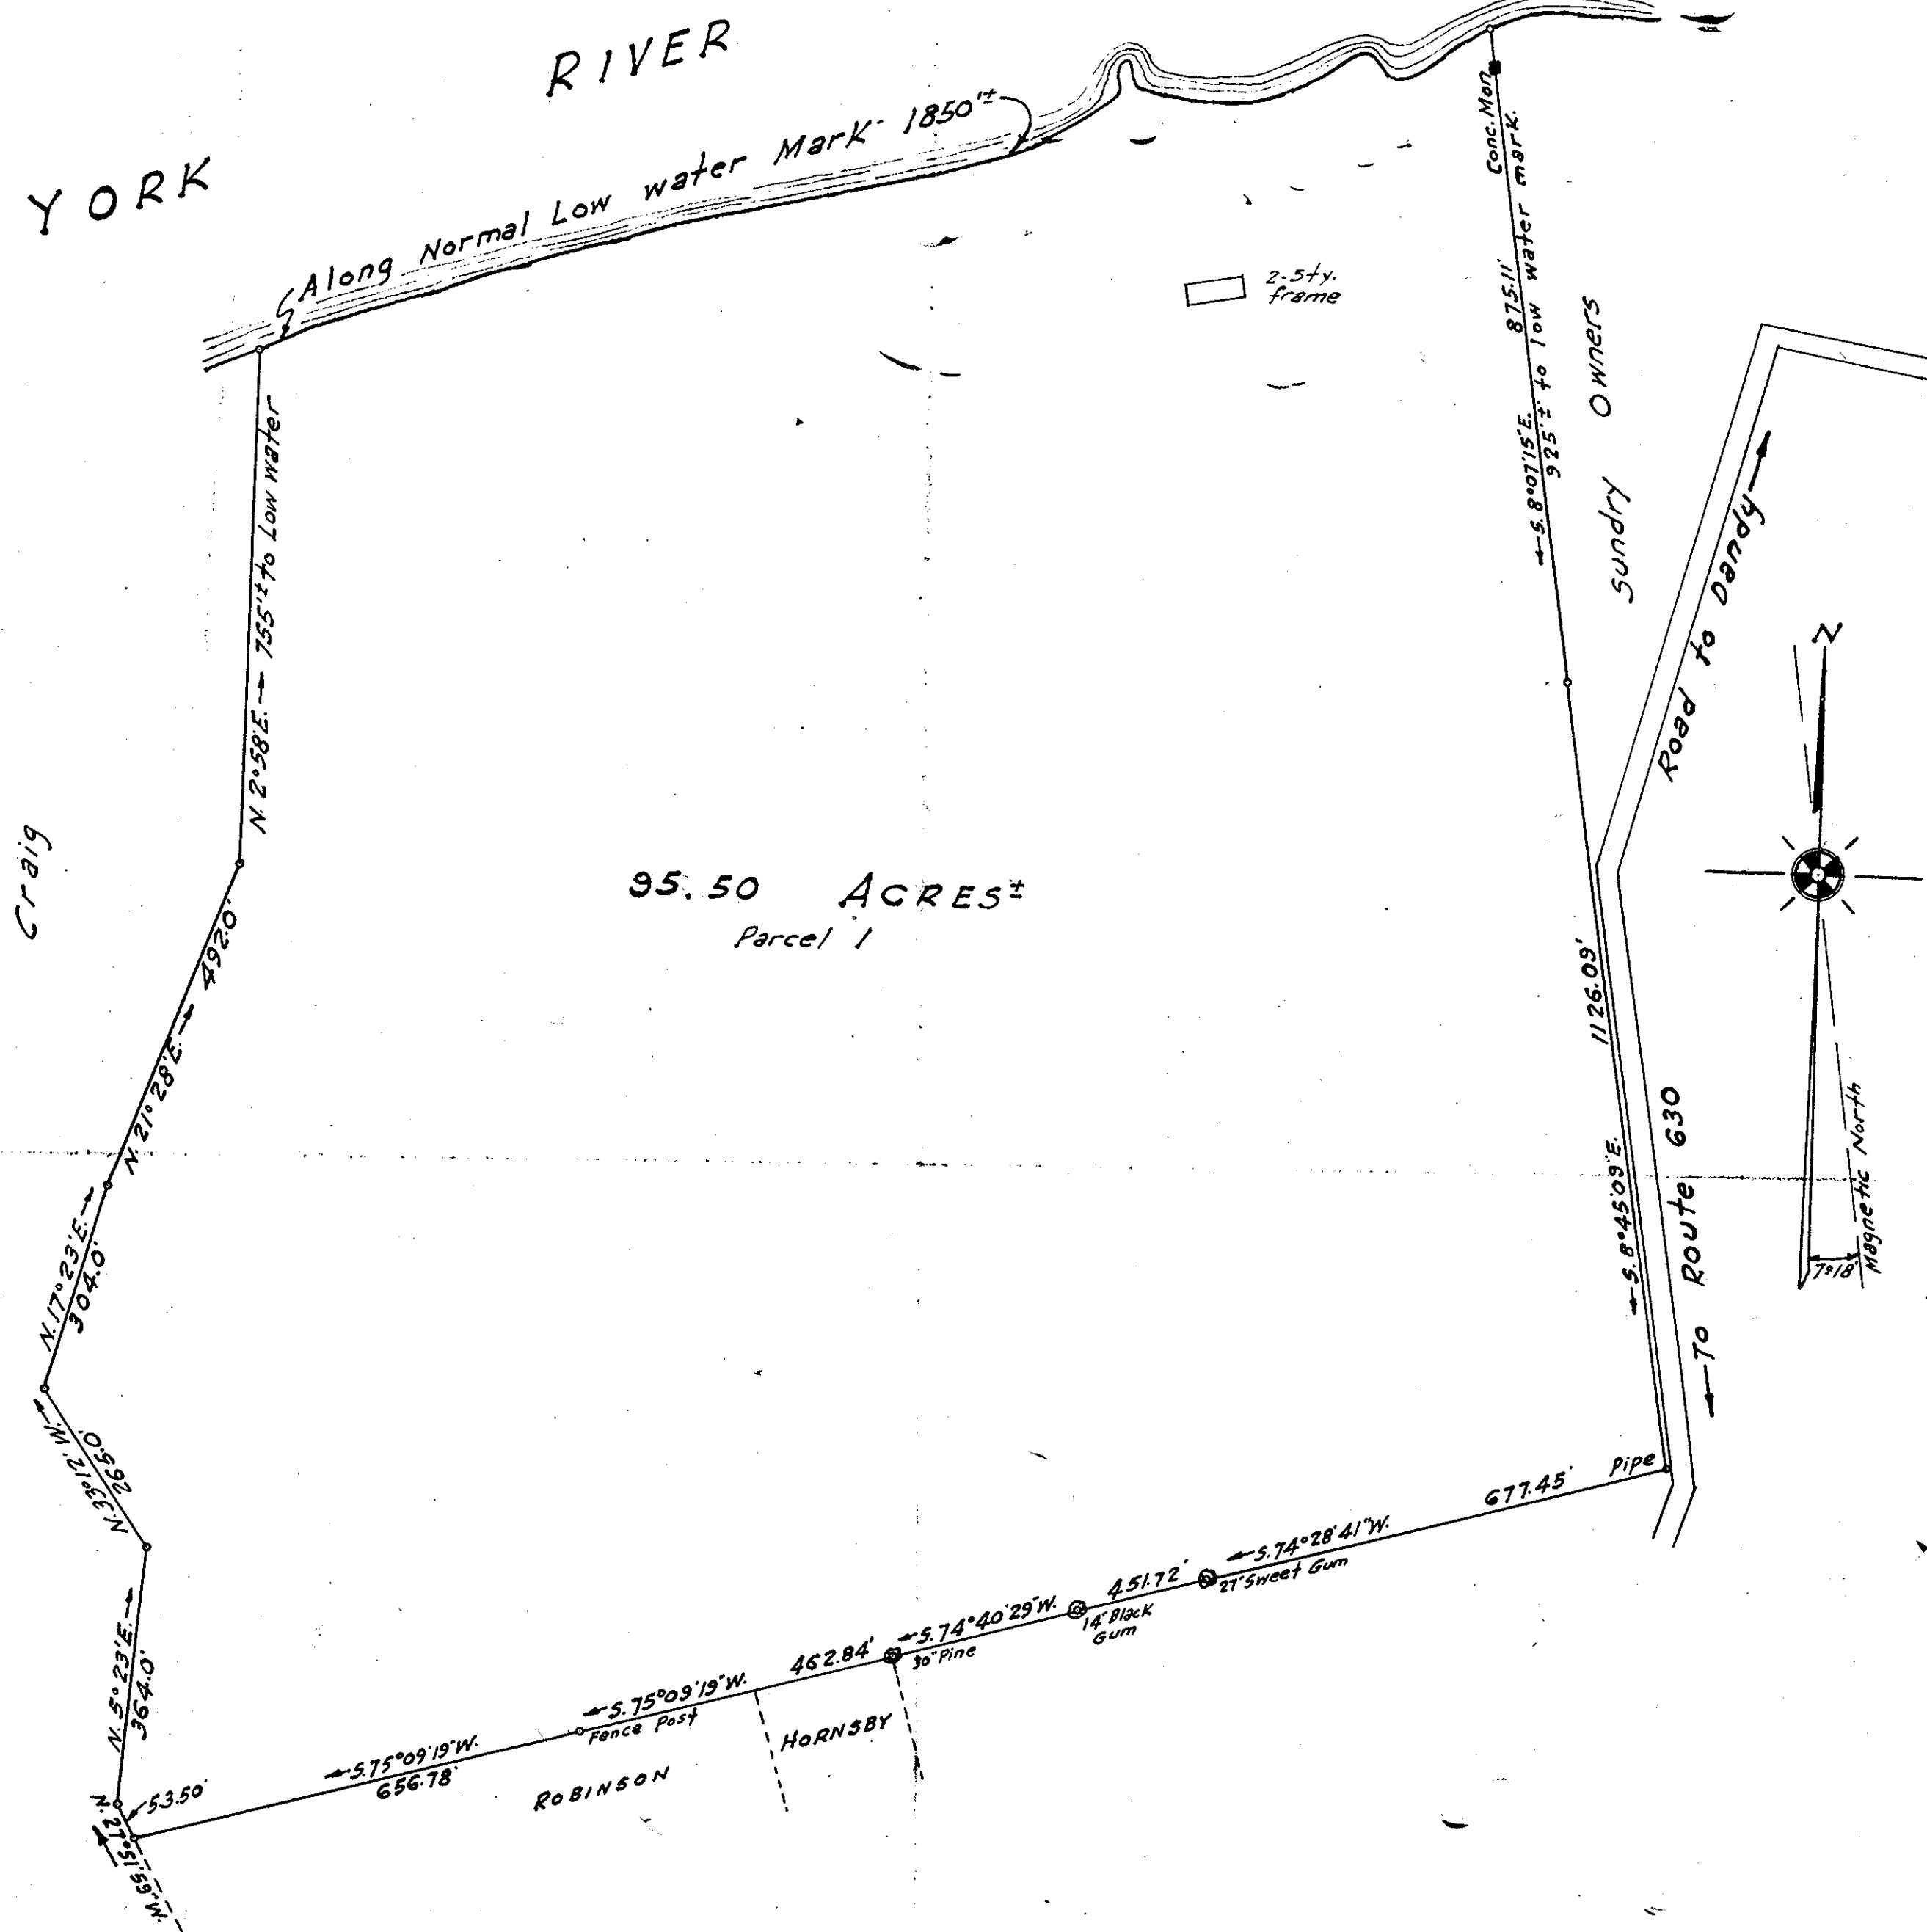 YORK RIVER
Along Normal Low water Mark - 1850'±
Conc. Mon.
S. 8°07'15"E. 875.11'
925'± to low water mark.
2-Sty.
frame
Sundry Owners
Road to Dandy
N. 2°58'E. 755'± to Low Water
Craig
95.50 ACRES±
Parcel 1
N
Magnetic North
7°18'
N. 21°28'E. 492.0'
N. 17°23'E.
304.0'
N. 33°12'W.
265.0'
N. 5°23'E.
364.0'
53.50'
N. 27°51'59"W.
S. 8°45'09"E. 1126.09'
To Route 630
Pipe
677.45'
S. 74°28'41"W.
27" Sweet Gum
451.72'
14" Black
Gum
S. 74°40'29"W.
30" Pine
462.84'
S. 75°09'19"W.
Fence Post
HORNSBY
S. 75°09'19"W.
656.78'
ROBINSON